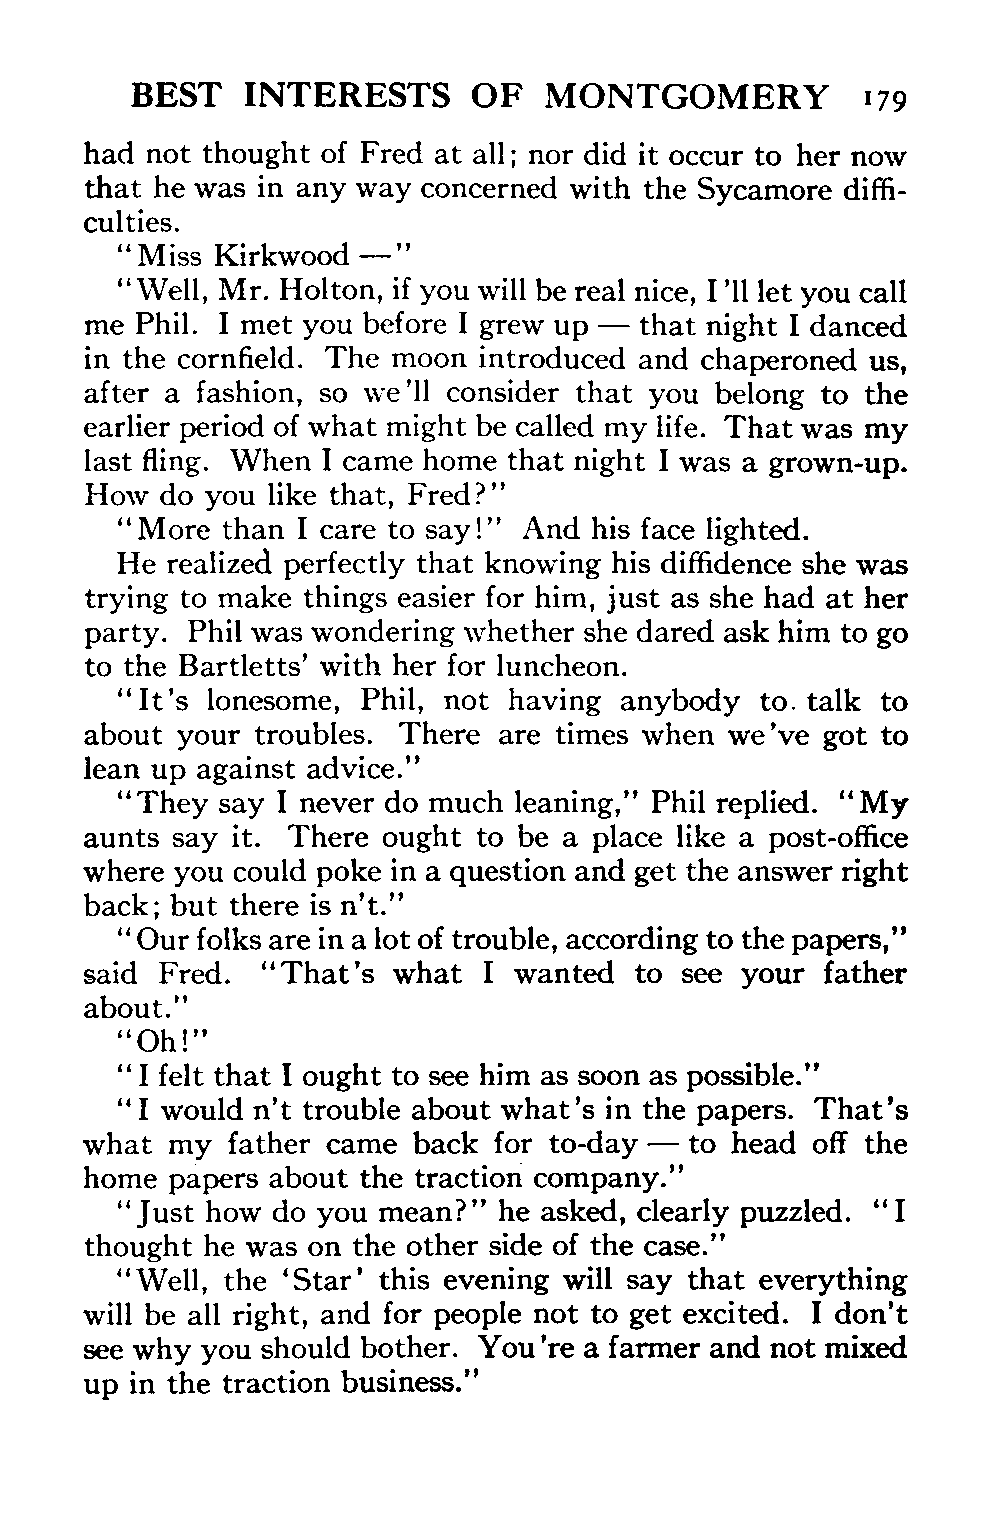 BEST INTERESTS OF MONTGOMERY 179
had not thought of Fred at all; nor did it occur to her now
that he was in any way concerned with the Sycamore diffi-
culties.
"Miss Kirkwood —"
"Well, Mr. Holton, if you will be real nice, I'll let you call
me Phil. I met you before I grew up — that night I danced
in the cornfield. The moon introduced and chaperoned us,
after a fashion, so we'll consider that you belong to the
earlier period of what might be called my life. That was my
last fling. When I came home that night I was a grown-up.
How do you like that, Fred?"
"More than I care to say!" And his face lighted.
He realized perfectly that knowing his diffidence she was
trying to make things easier for him, just as she had at her
party. Phil was wondering whether she dared ask him to go
to the Bartletts' with her for luncheon.
"It's lonesome, Phil, not having anybody to. talk to
about your troubles. There are times when we've got to
lean up against advice."
"They say I never do much leaning," Phil replied. "My
aunts say it. There ought to be a place like a post-office
where you could poke in a question and get the answer right
back; but there is n't."
"Our folks are in a lot of trouble, according to the papers,"
said Fred. "That's what I wanted to see your father
about."
"Oh!"
"I felt that I ought to see him as soon as possible."
"I would n't trouble about what's in the papers. That's
what my father came back for to-day — to head off the
home papers about the traction company."
"Just how do you mean?" he asked, clearly puzzled. "I
thought he was on the other side of the case."
"Well, the 'Star' this evening will say that everything
will be all right, and for people not to get excited. I don't
see why you should bother. You're a farmer and not mixed
up in the traction business."